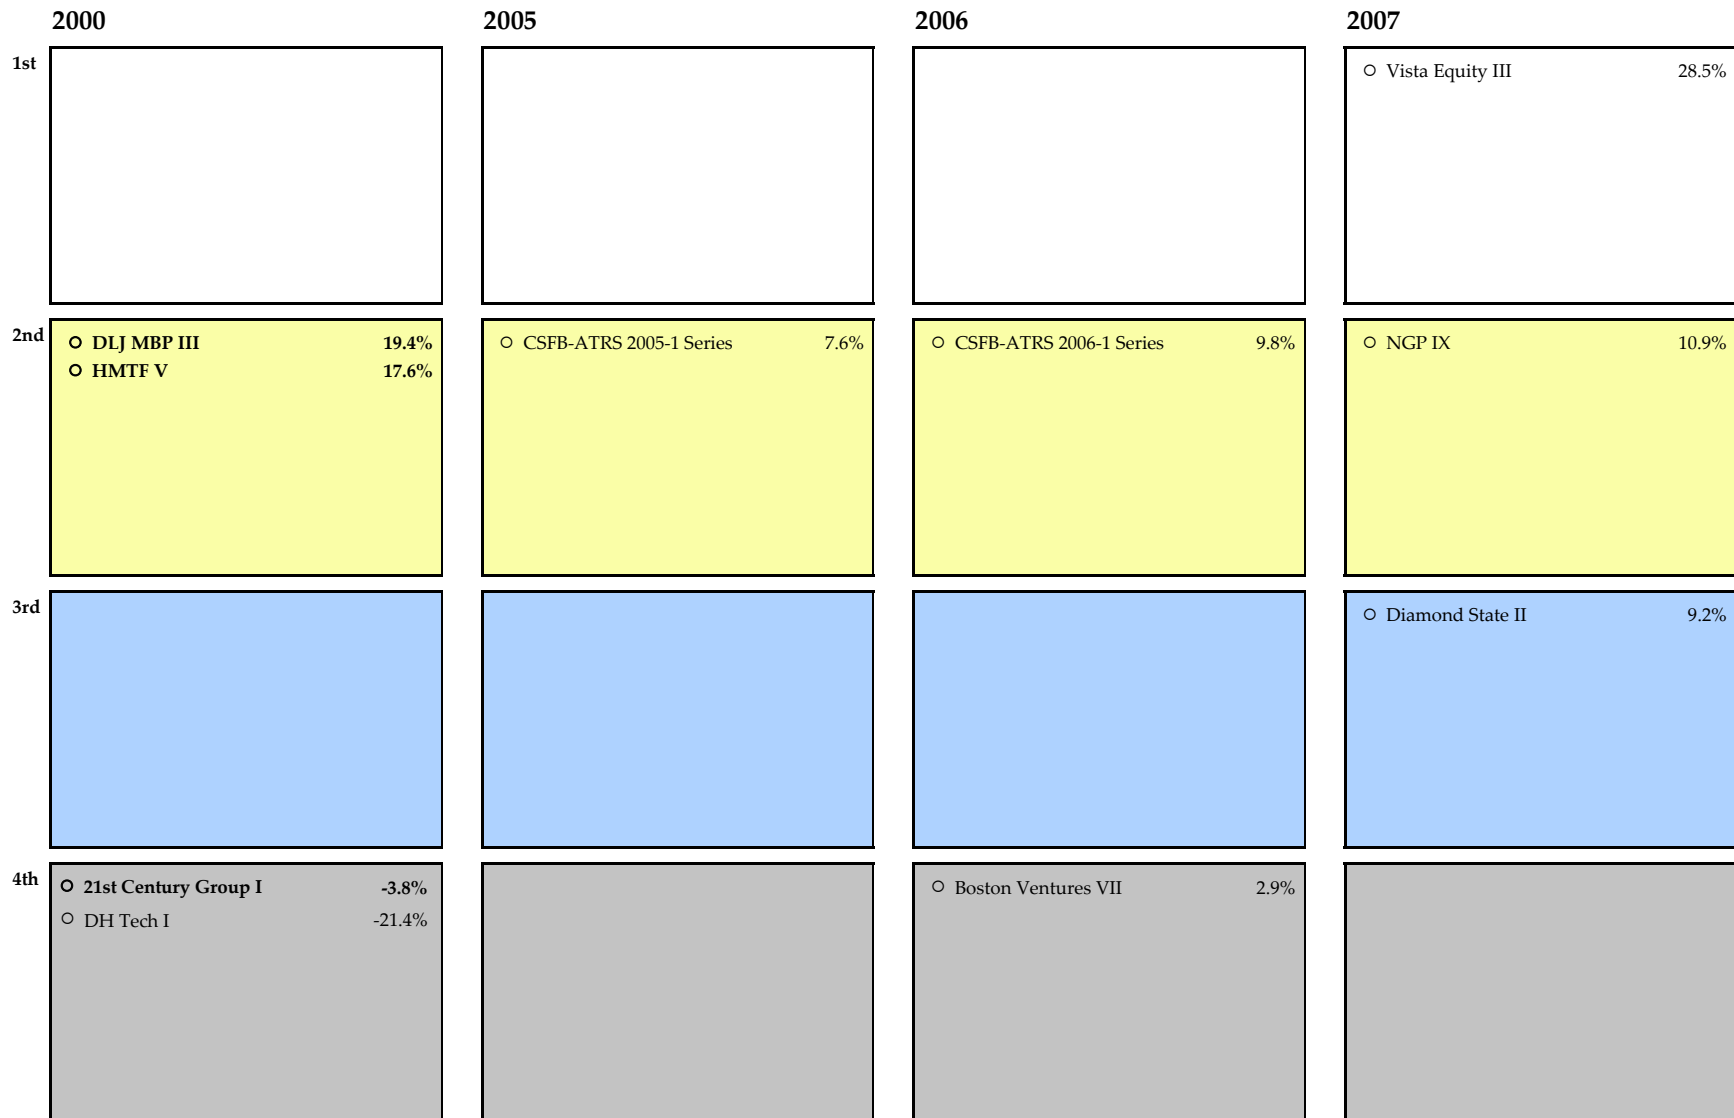 2000 2005 2006 2007
1st
○ Vista Equity III 28.5%
2nd
○ DLJ MBP III 19.4%
○ HMTF V 17.6%
○ CSFB-ATRS 2005-1 Series 7.6%
○ CSFB-ATRS 2006-1 Series 9.8%
○ NGP IX 10.9%
3rd
○ Diamond State II 9.2%
4th
○ 21st Century Group I -3.8%
○ DH Tech I -21.4%
○ Boston Ventures VII 2.9%